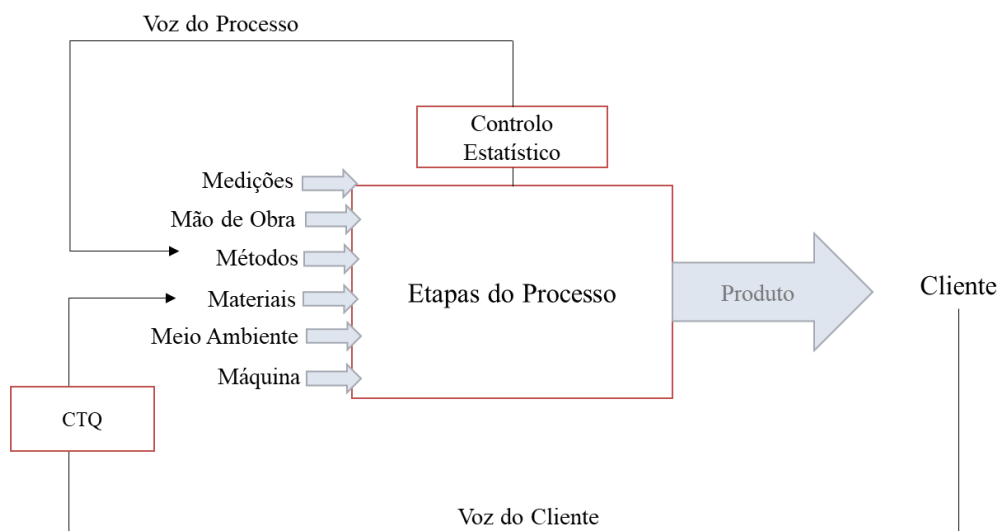 Voz do Processo
Controlo
Estatístico
Medições
Mão de Obra
Métodos
Materiais
Meio Ambiente
Máquina
Etapas do Processo
Produto
Cliente
CTQ
Voz do Cliente